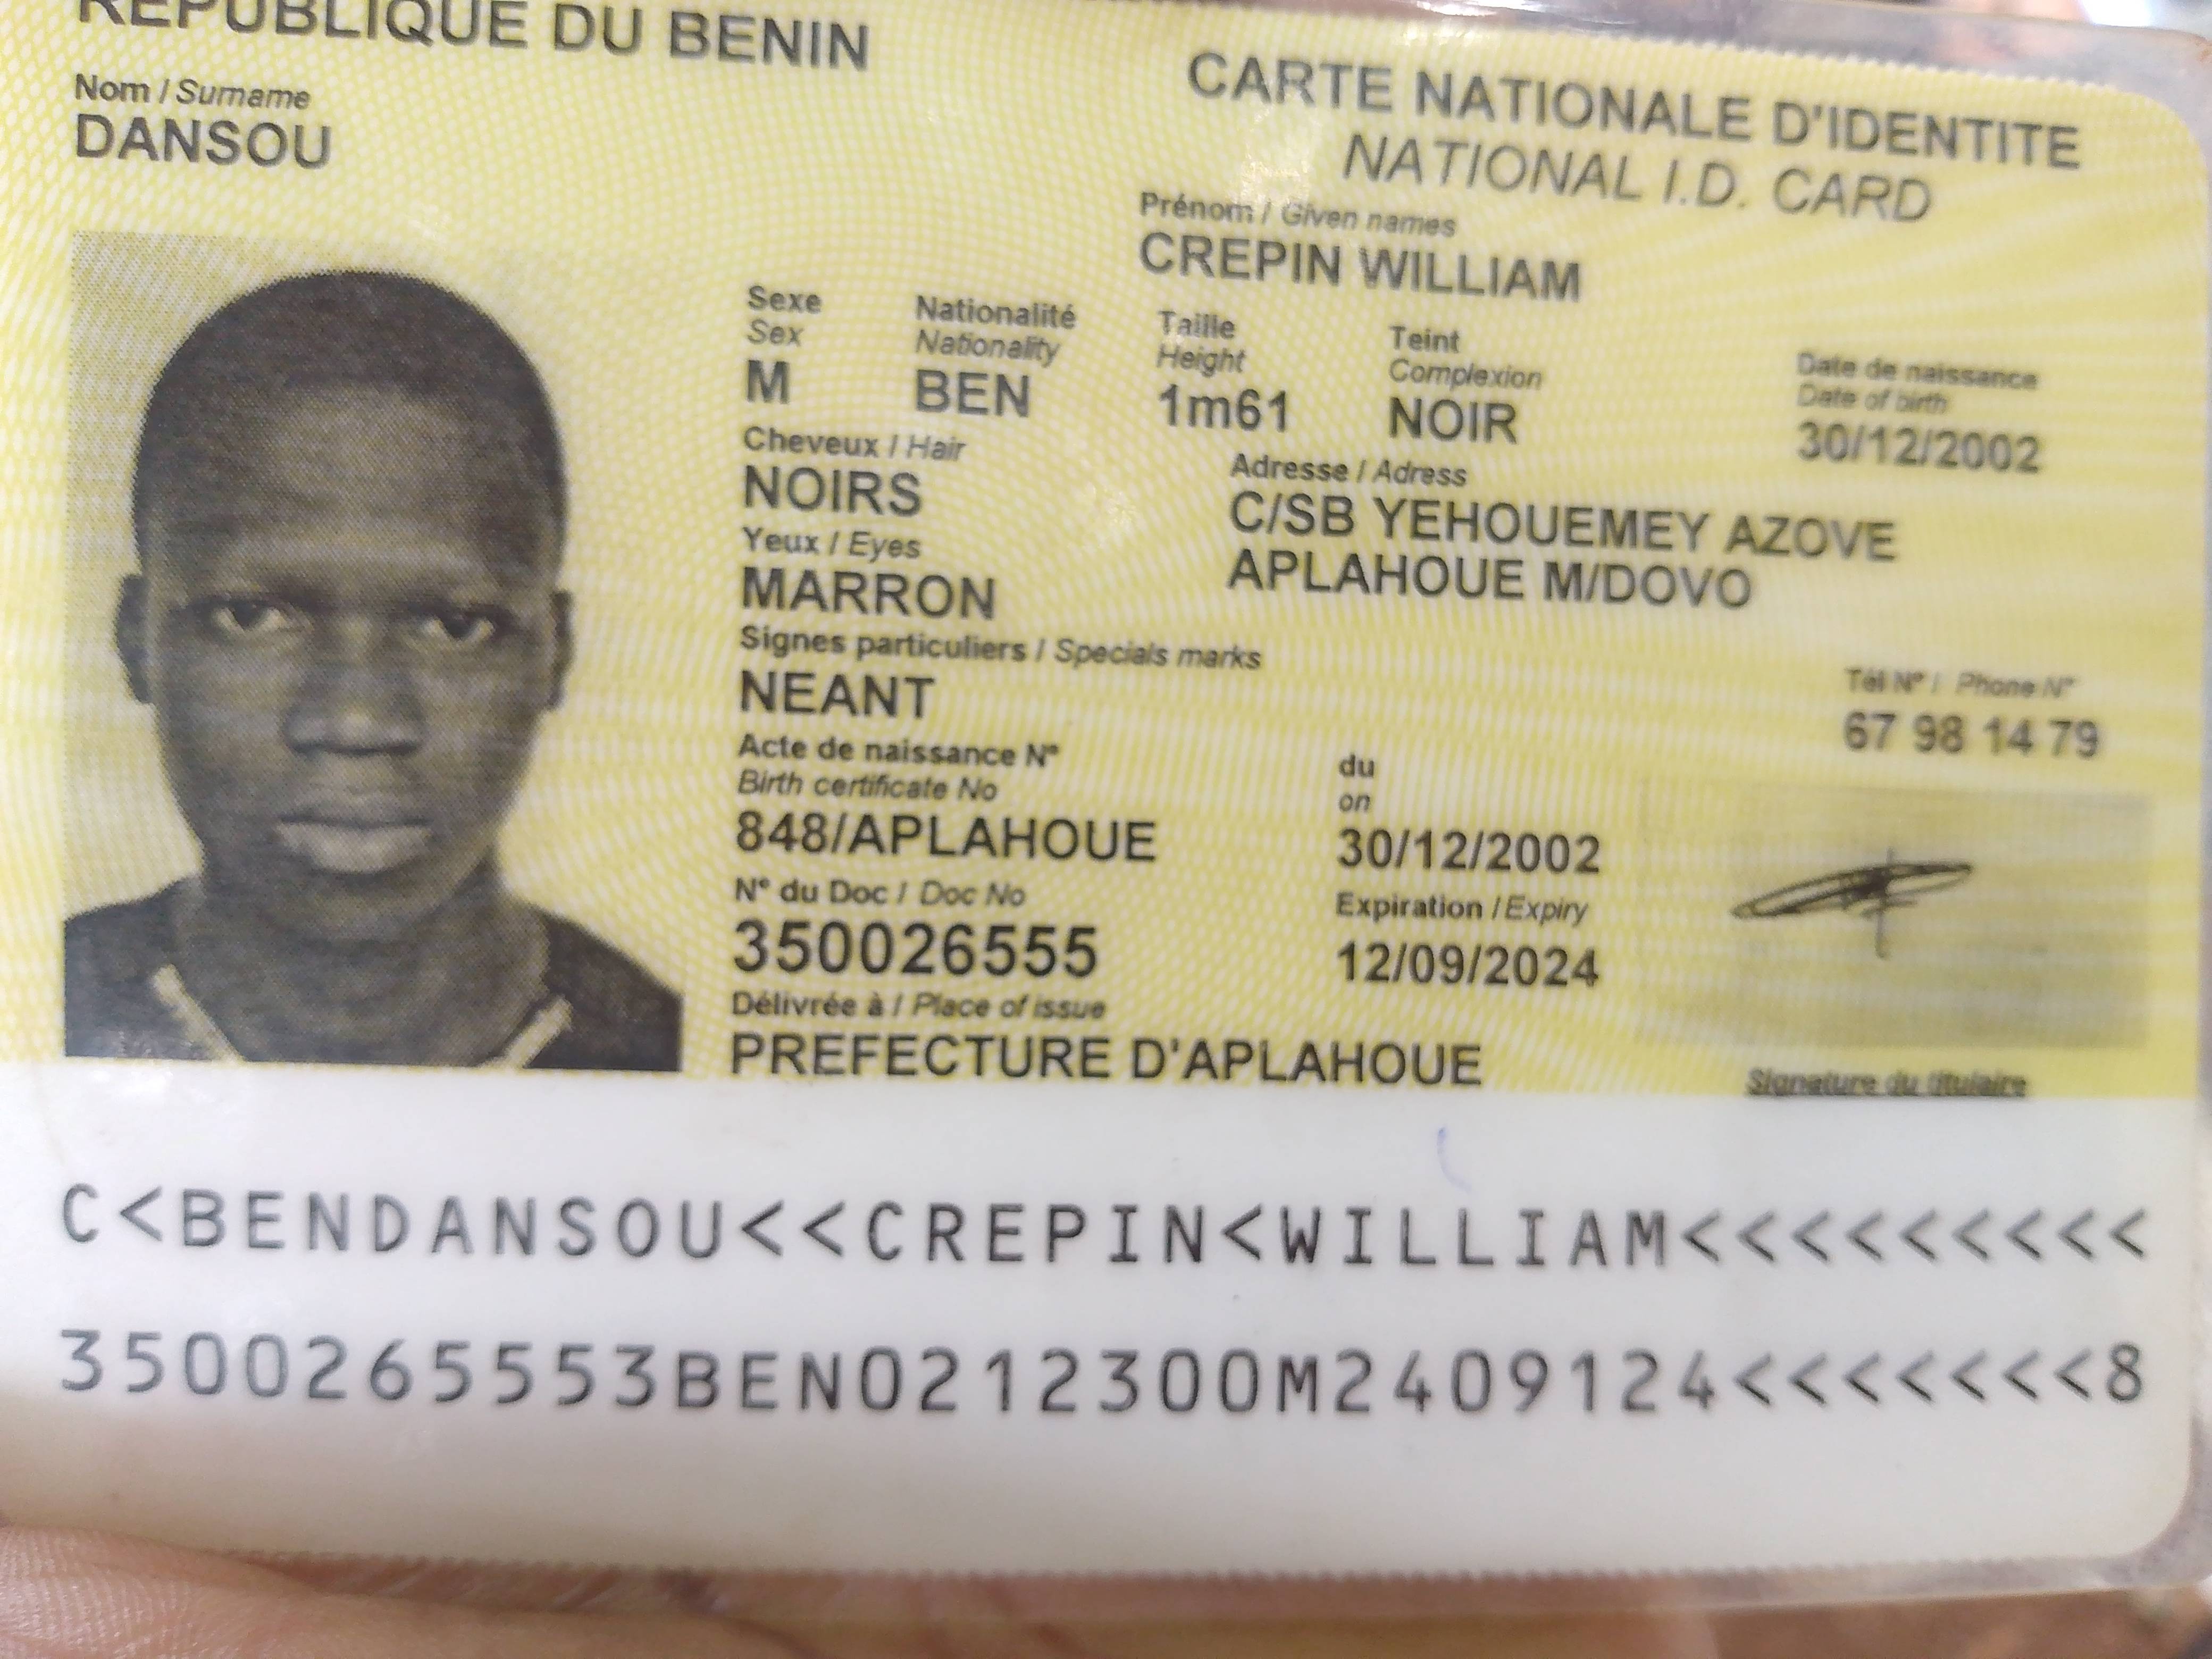 REPUBLIQUE DU BENIN
CARTE NATIONALE D'IDENTITE
NATIONAL I.D. CARD
Nom / Surname
DANSOU
Prénom / Given names
CREPIN WILLIAM
Sexe Nationalité Taille Teint Date de naissance
Sex Nationality Height Complexion Date of birth
M BEN 1m61 NOIR 30/12/2002
Cheveux / Hair Adresse / Adress
NOIRS C/SB YEHOUEMEY AZOVE
APLAHOUE M/DOVO
Yeux / Eyes
MARRON
Signes particuliers / Specials marks Tél N° / Phone N°
NEANT 67 98 14 79
Acte de naissance N° du
Birth certificate No on
848/APLAHOUE 30/12/2002
N° du Doc / Doc No Expiration / Expiry
350026555 12/09/2024
Délivrée à / Place of issue
PREFECTURE D'APLAHOUE
Signature du titulaire
C<BENDANSOU<<CREPIN<WILLIAM<<<<<<<<<
3500265553BEN0212300M2409124<<<<<<<8